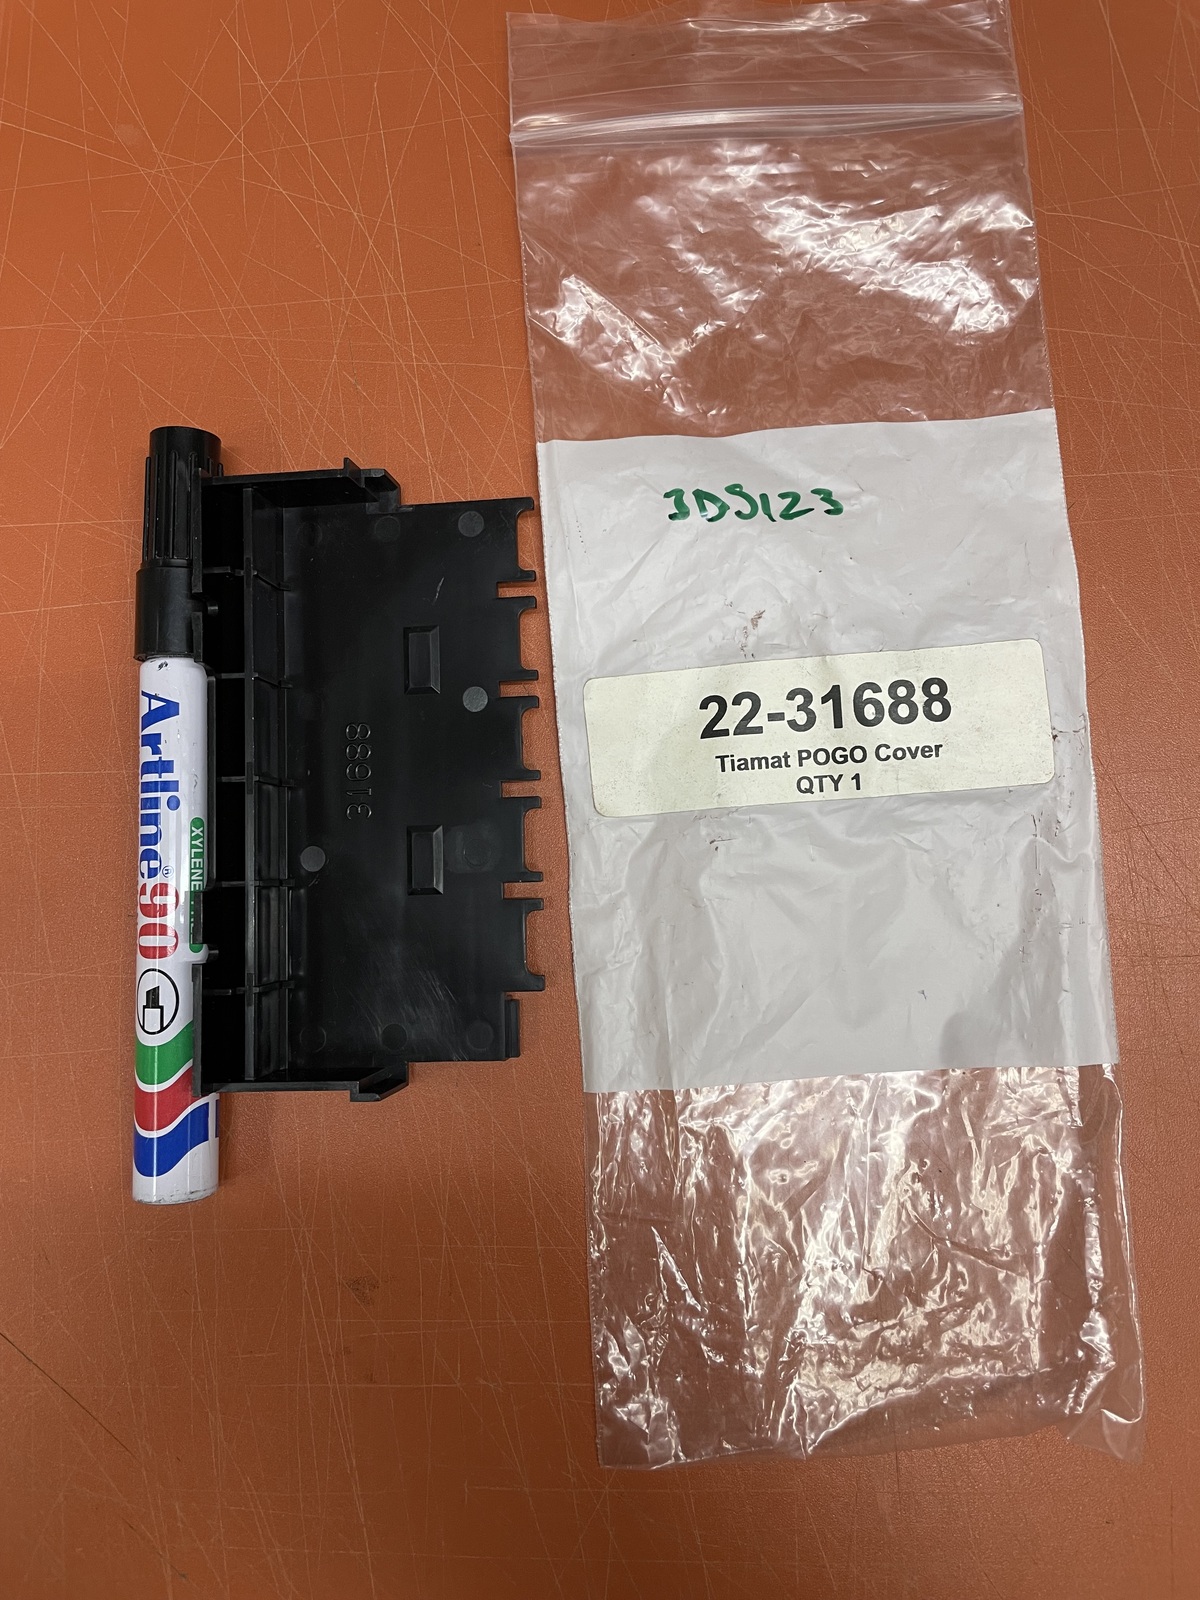 Artline®90
XYLENE
31688
3DS123
22-31688
Tiamat POGO Cover
QTY 1